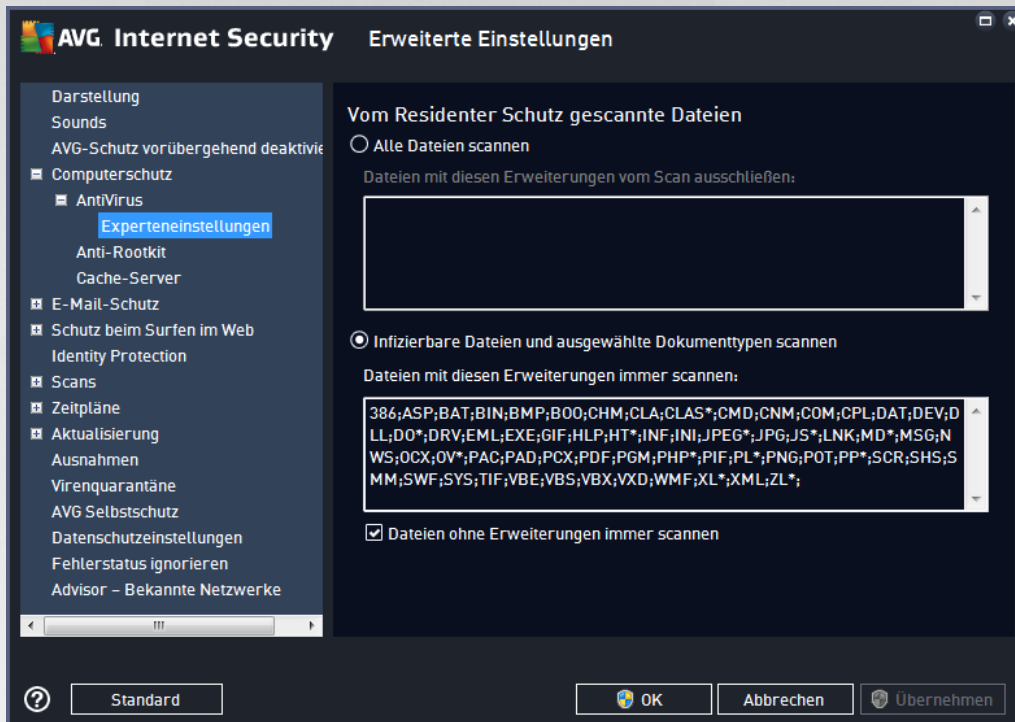 AVG Internet Security Erweiterte Einstellungen
Darstellung
Sounds
AVG-Schutz vorübergehend deaktivie
Computerschutz
AntiVirus
Experteneinstellungen
Anti-Rootkit
Cache-Server
E-Mail-Schutz
Schutz beim Surfen im Web
Identity Protection
Scans
Zeitpläne
Aktualisierung
Ausnahmen
Virenquarantäne
AVG Selbstschutz
Datenschutzeinstellungen
Fehlerstatus ignorieren
Advisor – Bekannte Netzwerke
Vom Residenter Schutz gescannte Dateien
Alle Dateien scannen
Dateien mit diesen Erweiterungen vom Scan ausschließen:
Infizierbare Dateien und ausgewählte Dokumenttypen scannen
Dateien mit diesen Erweiterungen immer scannen:
386;ASP;BAT;BIN;BMP;BOO;CHM;CLA;CLAS*;CMD;CNM;COM;CPL;DAT;DEV;D
LL;DO*;DRV;EML;EXE;GIF;HLP;HT*;INF;INI;JPEG*;JPG;JS*;LNK;MD*;MSG;N
WS;OCX;OV*;PAC;PAD;PCX;PDF;PGM;PHP*;PIF;PL*;PNG;POT;PP*;SCR;SHS;S
MM;SWF;SYS;TIF;VBE;VBS;VBX;VXD;WMF;XL*;XML;ZL*;
Dateien ohne Erweiterungen immer scannen
Standard
OK
Abbrechen
Übernehmen